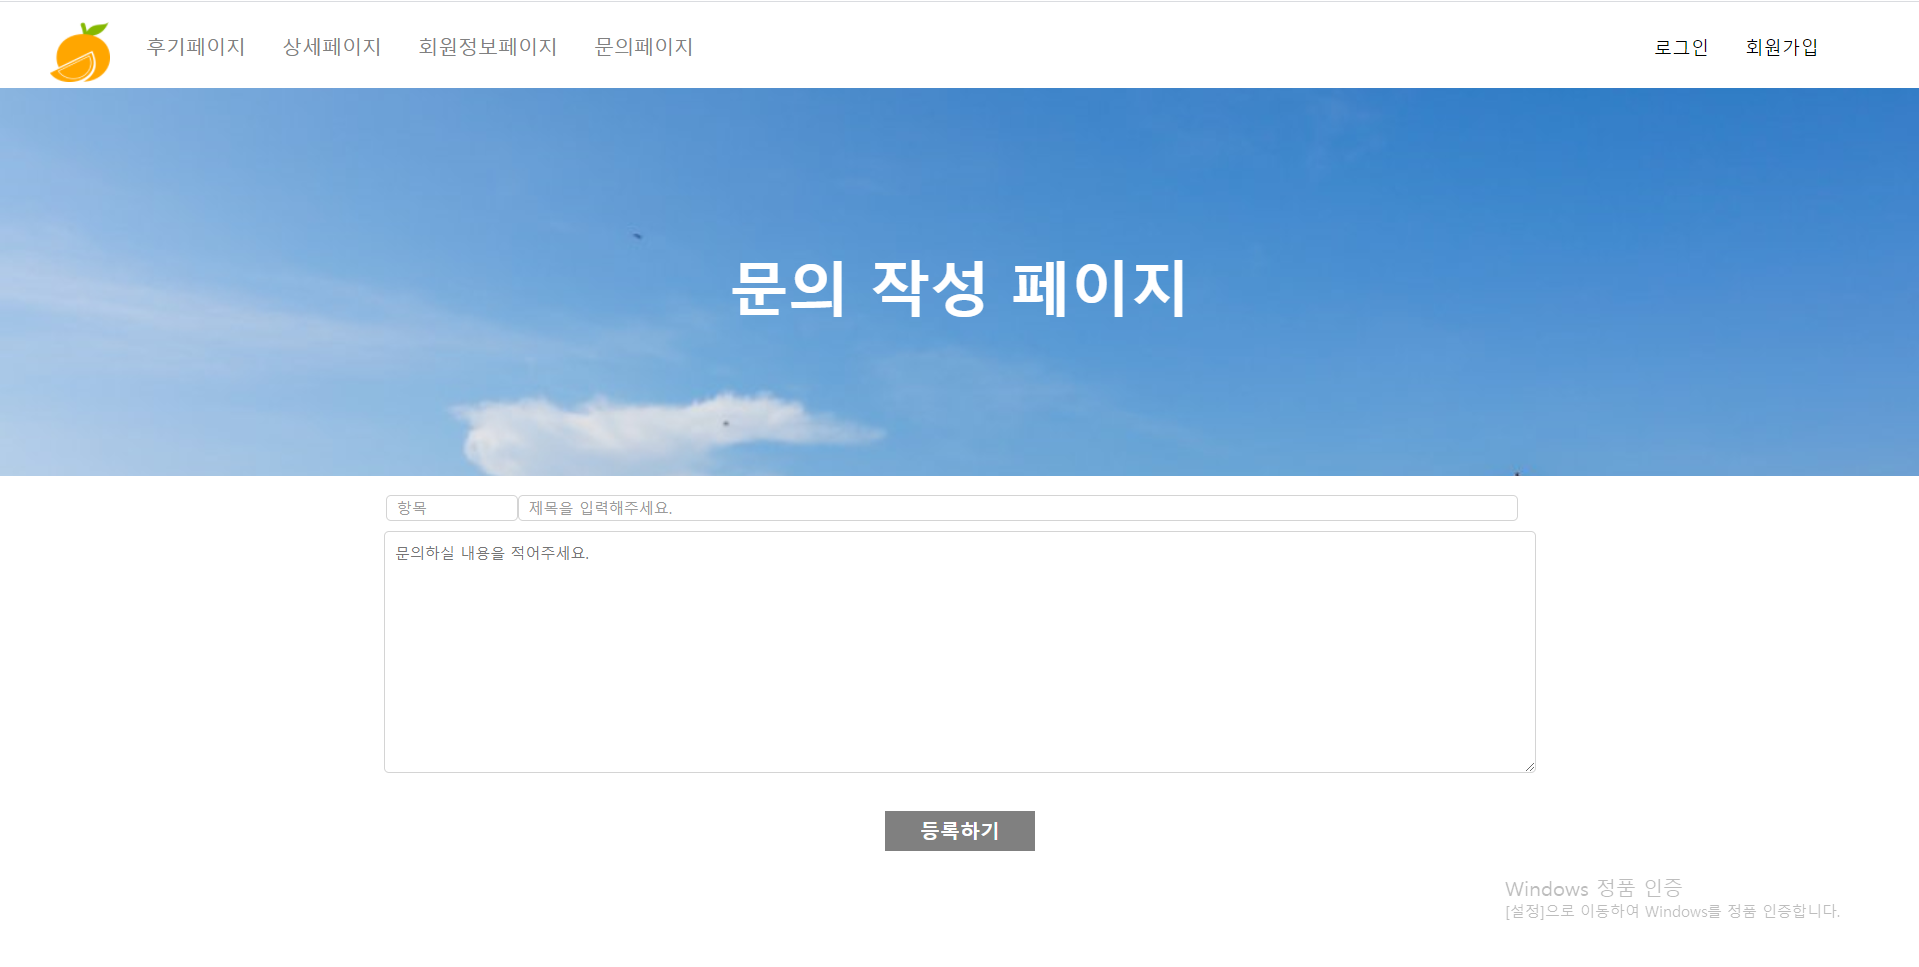 후기페이지 상세페이지 회원정보페이지 문의페이지 로그인 회원가입
문의 작성 페이지
항목 제목을 입력해주세요.
문의하실 내용을 적어주세요.
등록하기
Windows 정품 인증
[설정]으로 이동하여 Windows를 정품 인증합니다.